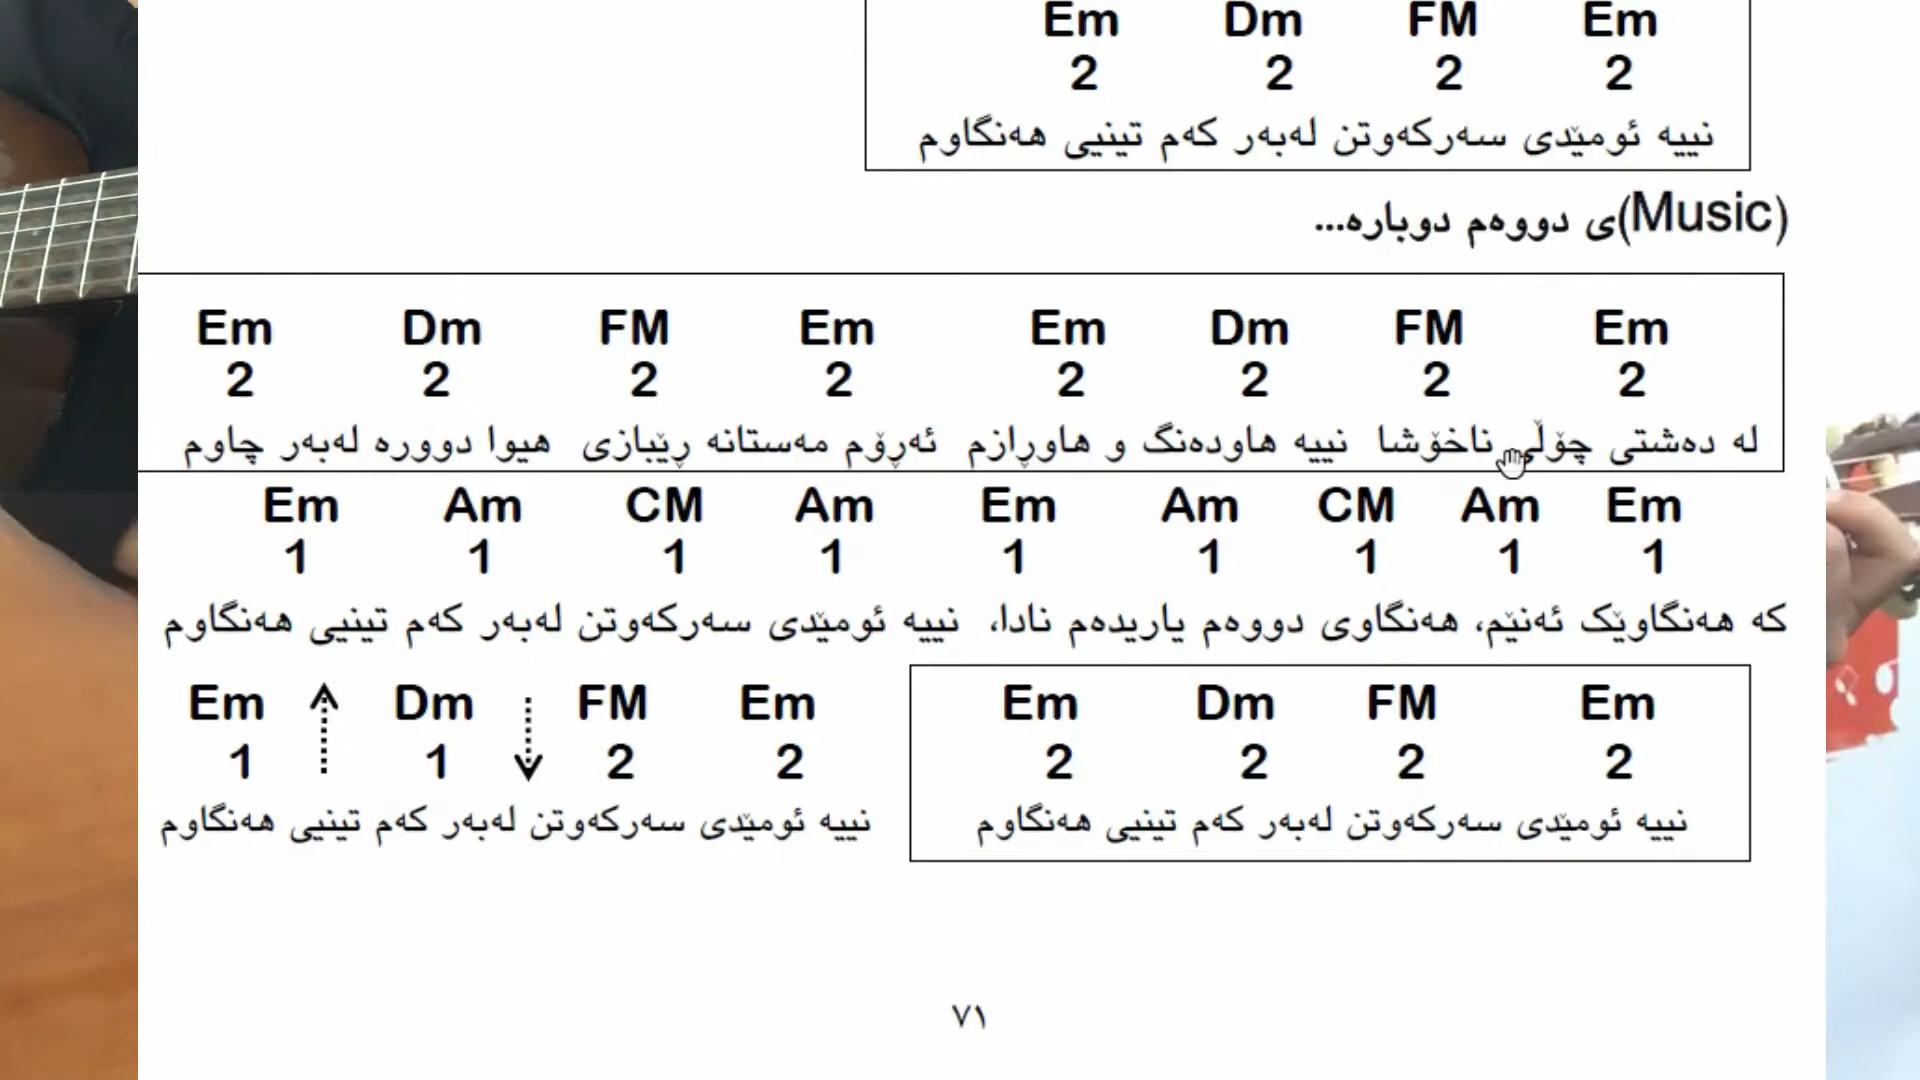 Em Dm FM Em
2 2 2 2
نییە ئومێدی سەرکەوتن لەبەر کەم تینیی هەنگاوم
(Music)ی دووەم دوبارە...
Em Dm FM Em Em Dm FM Em
2 2 2 2 2 2 2 2
لە دەشتی چۆڵی ناخۆشا نییە هاودەنگ و هاوڕازم ئەڕۆم مەستانە ڕێبازی هیوا دوورە لەبەر چاوم
Em Am CM Am Em Am CM Am Em
1 1 1 1 1 1 1 1 1
کە هەنگاوێک ئەنێم، هەنگاوی دووەم یاریدەم نادا، نییە ئومێدی سەرکەوتن لەبەر کەم تینیی هەنگاوم
Em Dm FM Em Em Dm FM Em
1 1 2 2 2 2 2 2
نییە ئومێدی سەرکەوتن لەبەر کەم تینیی هەنگاوم نییە ئومێدی سەرکەوتن لەبەر کەم تینیی هەنگاوم
٧١